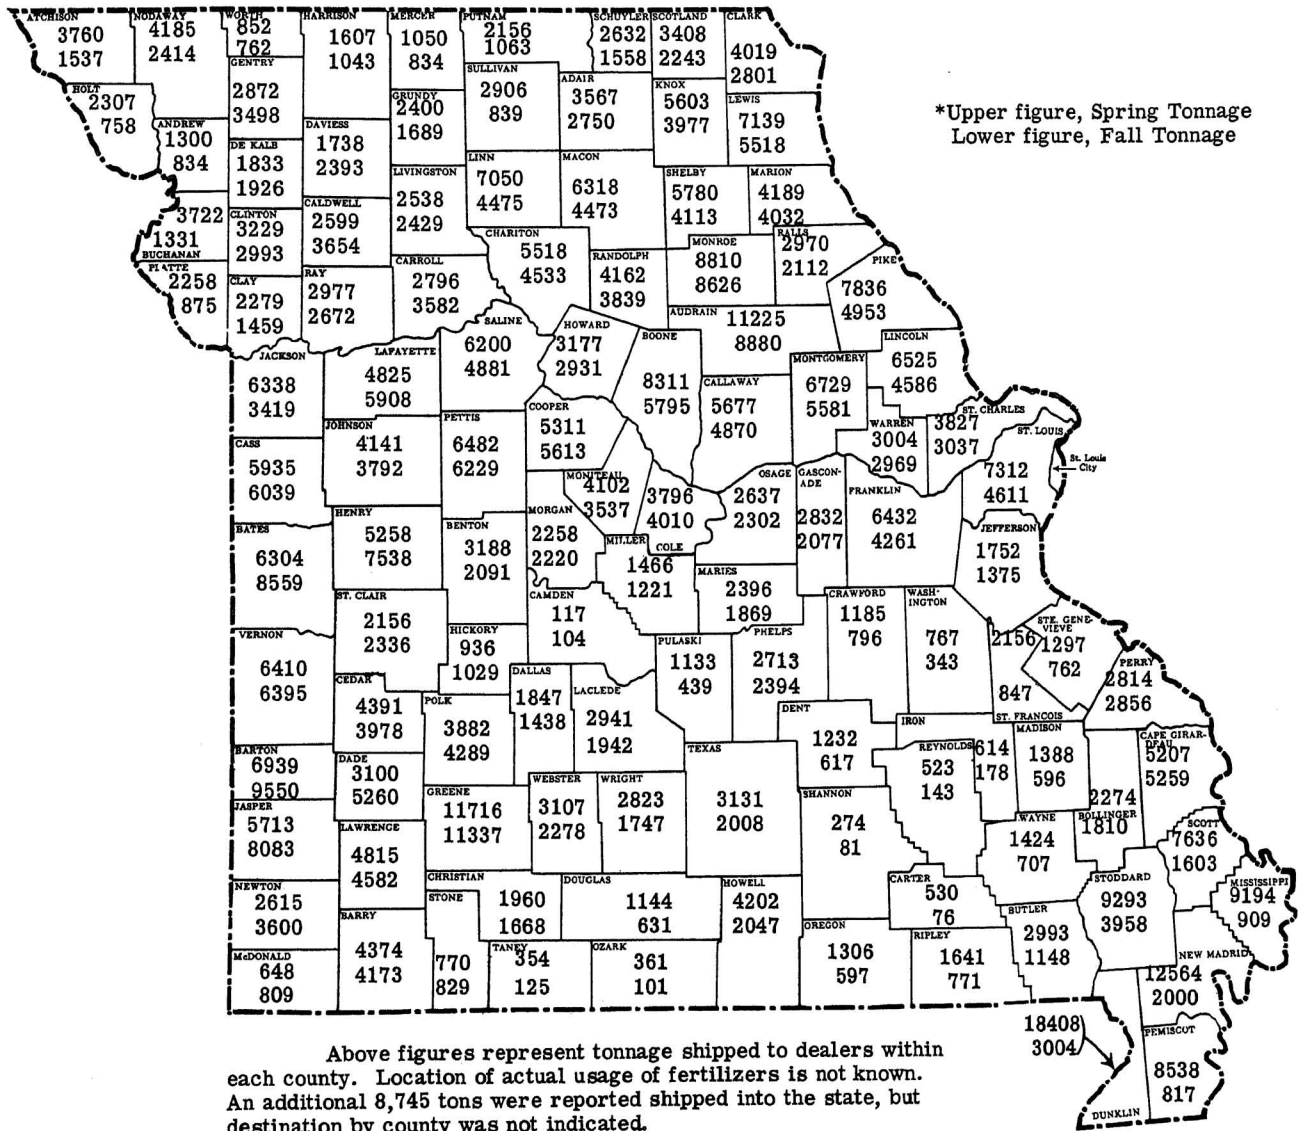 ATCHISON
3760
1537
NODAWAY
4185
2414
WORTH
852
762
HARRISON
1607
1043
MERCER
1050
834
PUTNAM
2156
1063
SCHUYLER
2632
1558
SCOTLAND
3408
2243
CLARK
4019
2801
*Upper figure, Spring Tonnage
Lower figure, Fall Tonnage
HOLT
2307
758
ANDREW
1300
834
GENTRY
2872
3498
DE KALB
1833
1926
DAVIESS
1738
2393
GRUNDY
2400
1689
SULLIVAN
2906
839
ADAIR
3567
2750
KNOX
5603
3977
LEWIS
7139
5518
LINN
7050
4475
MACON
6318
4473
SHELBY
5780
4113
MARION
4189
4032
LIVINGSTON
2538
2429
CALDWELL
2599
3654
CLINTON
3229
2993
3722
1331
BUCHANAN
PLATTE
2258
875
CLAY
2279
1459
RAY
2977
2672
CARROLL
2796
3582
CHARITON
5518
4533
RANDOLPH
4162
3839
MONROE
8810
8626
RALLS
2970
2112
PIKE
7836
4953
AUDRAIN
11225
8880
SALINE
6200
4881
HOWARD
3177
2931
BOONE
8311
5795
CALLAWAY
5677
4870
MONTGOMERY
6729
5581
LINCOLN
6525
4586
JACKSON
6338
3419
LAFAYETTE
4825
5908
JOHNSON
4141
3792
PETTIS
6482
6229
COOPER
5311
5613
WARREN
3004
2969
ST. CHARLES
3827
3037
ST. LOUIS
7312
4611
St. Louis
City
CASS
5935
6039
MONITEAU
4102
3537
3796
4010
COLE
OSAGE
2637
2302
GASCON-
ADE
2832
2077
FRANKLIN
6432
4261
JEFFERSON
1752
1375
BATES
6304
8559
HENRY
5258
7538
BENTON
3188
2091
MORGAN
2258
2220
MILLER
1466
1221
MARIES
2396
1869
CRAWFORD
1185
796
WASH-
INGTON
767
343
STE. GENE-
VIEVE
1297
762
2156
847
ST. FRANCOIS
PERRY
2814
2856
VERNON
6410
6395
ST. CLAIR
2156
2336
HICKORY
936
1029
CAMDEN
117
104
PULASKI
1133
439
PHELPS
2713
2394
CEDAR
4391
3978
POLK
3882
4289
DALLAS
1847
1438
LACLEDE
2941
1942
DENT
1232
617
IRON
614
178
REYNOLDS
523
143
MADISON
1388
596
CAPE GIRAR-
DEAU
5207
5259
BARTON
6939
9550
DADE
3100
5260
GREENE
11716
11337
WEBSTER
3107
2278
WRIGHT
2823
1747
TEXAS
3131
2008
SHANNON
274
81
WAYNE
1424
707
2274
BOLLINGER
1810
SCOTT
7636
1603
JASPER
5713
8083
LAWRENCE
4815
4582
CHRISTIAN
1960
1668
DOUGLAS
1144
631
HOWELL
4202
2047
CARTER
530
76
BUTLER
2993
1148
STODDARD
9293
3958
MISSISSIPPI
9194
909
NEWTON
2615
3600
BARRY
4374
4173
STONE
770
829
TANEY
354
125
OZARK
361
101
OREGON
1306
597
RIPLEY
1641
771
NEW MADRID
12564
2000
McDONALD
648
809
18408
3004
DUNKLIN
PEMISCOT
8538
817
Above figures represent tonnage shipped to dealers within
each county. Location of actual usage of fertilizers is not known.
An additional 8,745 tons were reported shipped into the state, but
destination by county was not indicated.